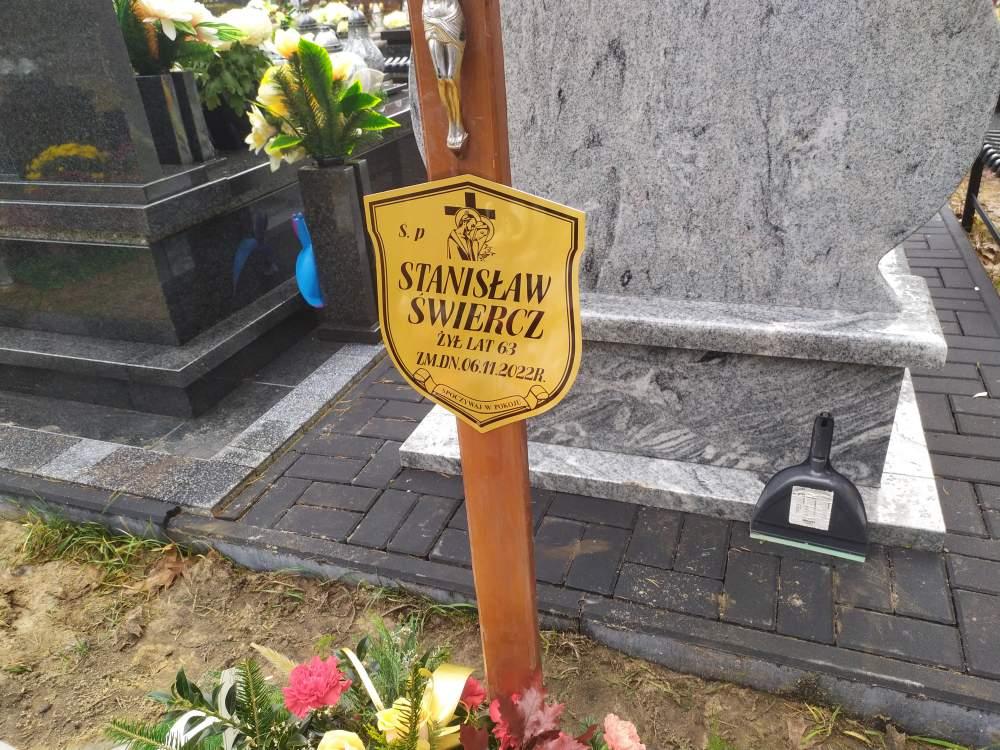 S. p
STANISŁAW
ŚWIERCZ
ŻYŁ LAT 63
ZM.DN.06.11.2022R.
SPOCZYWAJ W POKOJU